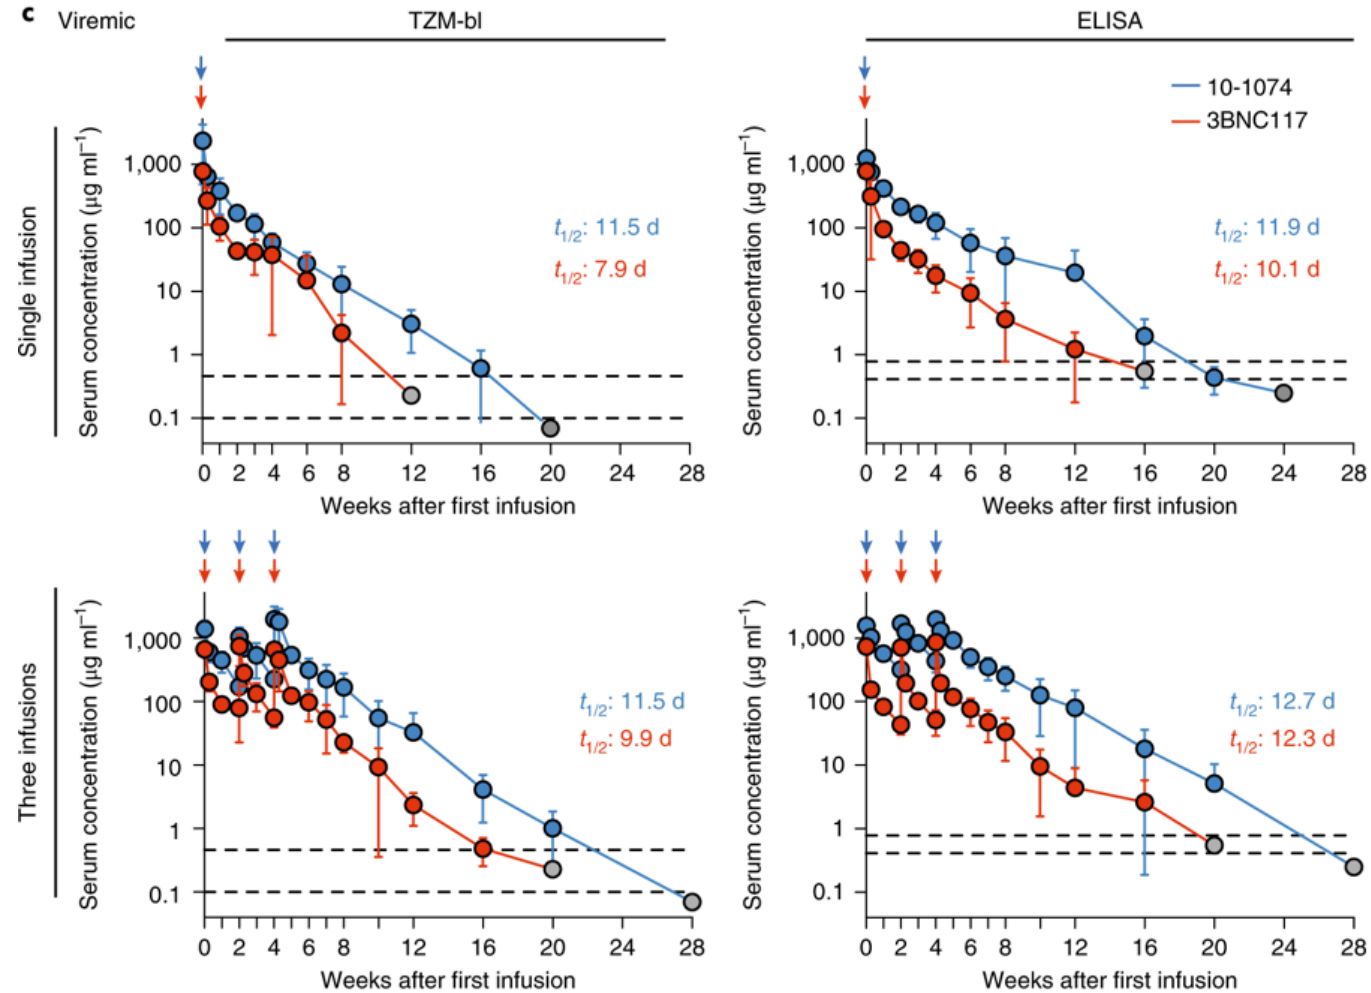 c Viremic TZM-bl ELISA
10-1074
3BNC117
Single infusion
Serum concentration (µg ml⁻¹)
1,000
100
10
1
0.1
t1/2: 11.5 d
t1/2: 7.9 d
0 2 4 6 8 12 16 20 24 28
Weeks after first infusion
Serum concentration (µg ml⁻¹)
1,000
100
10
1
0.1
t1/2: 11.9 d
t1/2: 10.1 d
0 2 4 6 8 12 16 20 24 28
Weeks after first infusion
Three infusions
Serum concentration (µg ml⁻¹)
1,000
100
10
1
0.1
t1/2: 11.5 d
t1/2: 9.9 d
0 2 4 6 8 12 16 20 24 28
Weeks after first infusion
Serum concentration (µg ml⁻¹)
1,000
100
10
1
0.1
t1/2: 12.7 d
t1/2: 12.3 d
0 2 4 6 8 12 16 20 24 28
Weeks after first infusion